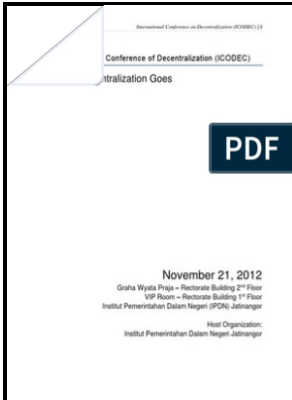 International Conference on Decentralization (ICODEC) | 1
Conference of Decentralization (ICODEC)
ntralization Goes
PDF
November 21, 2012
Graha Wyata Praja – Rectorate Building 2nd Floor
VIP Room – Rectorate Building 1st Floor
Institut Pemerintahan Dalam Negeri (IPDN) Jatinangor
Host Organization:
Institut Pemerintahan Dalam Negeri Jatinangor